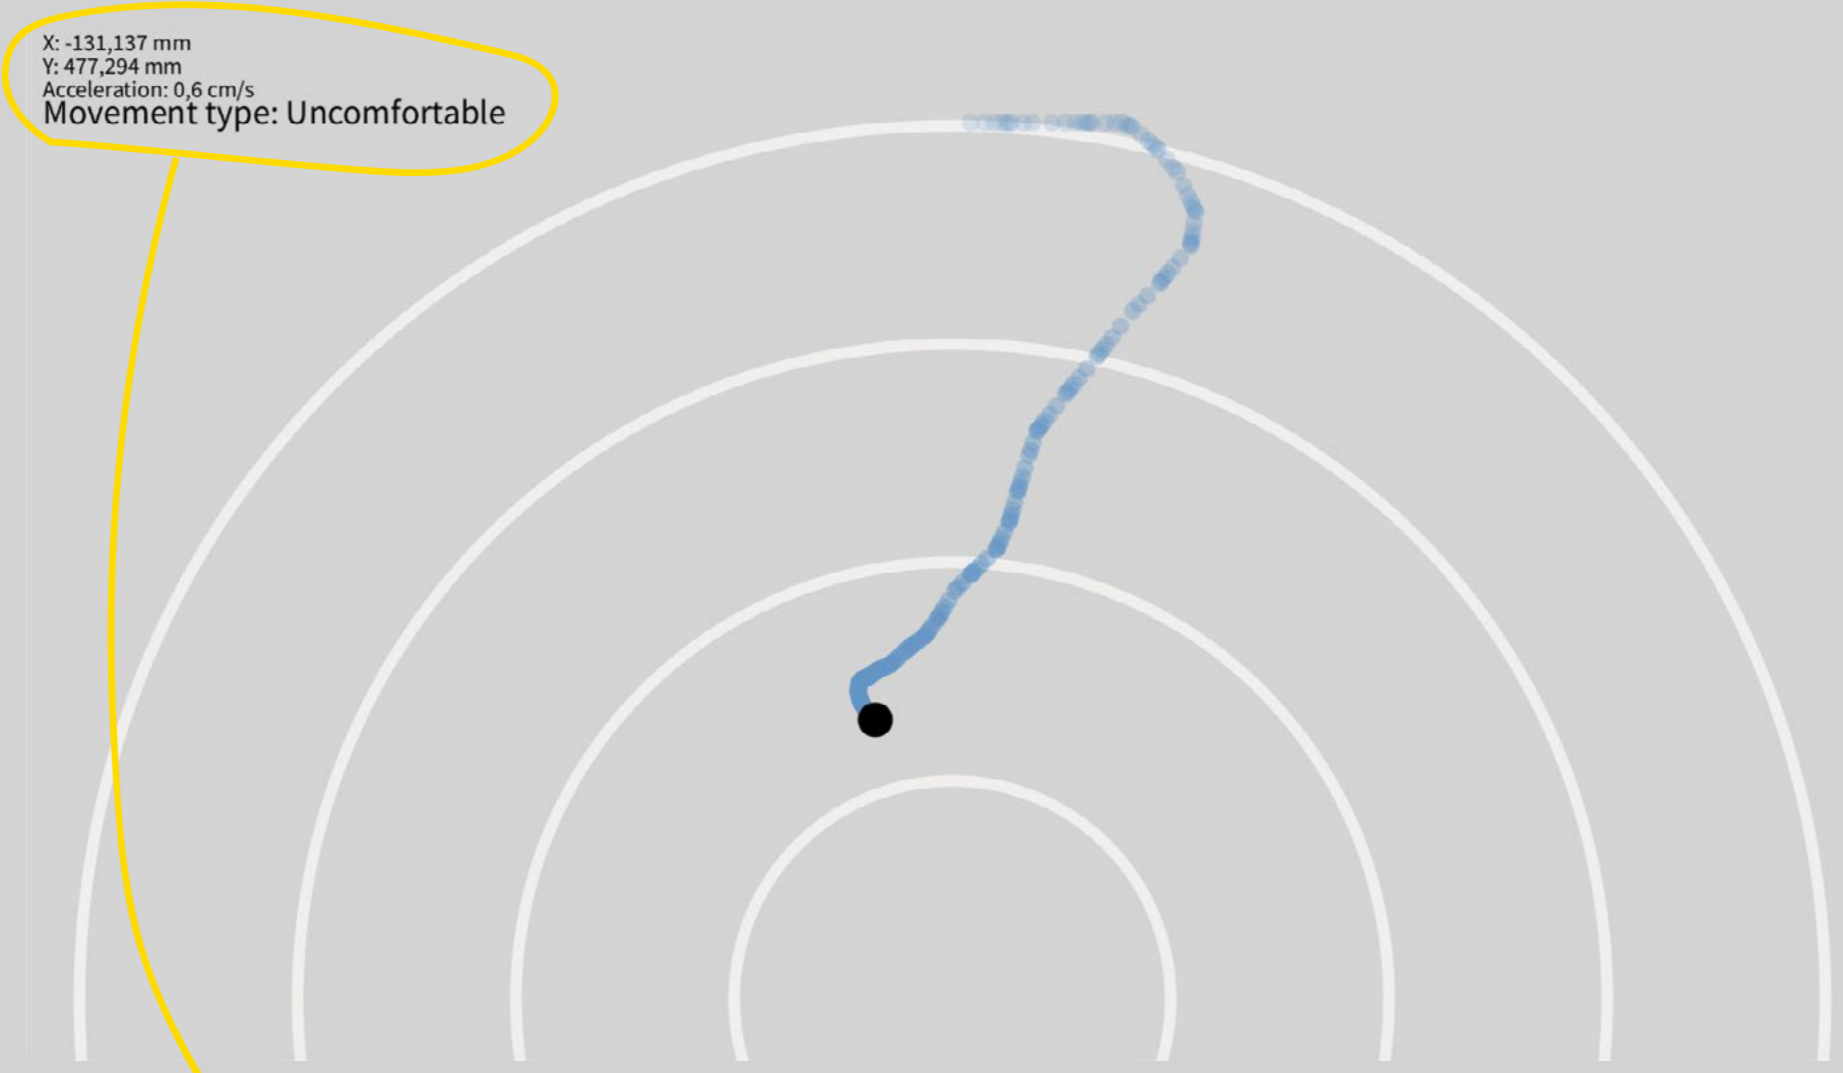 X: -131,137 mm
Y: 477,294 mm
Acceleration: 0,6 cm/s
Movement type: Uncomfortable